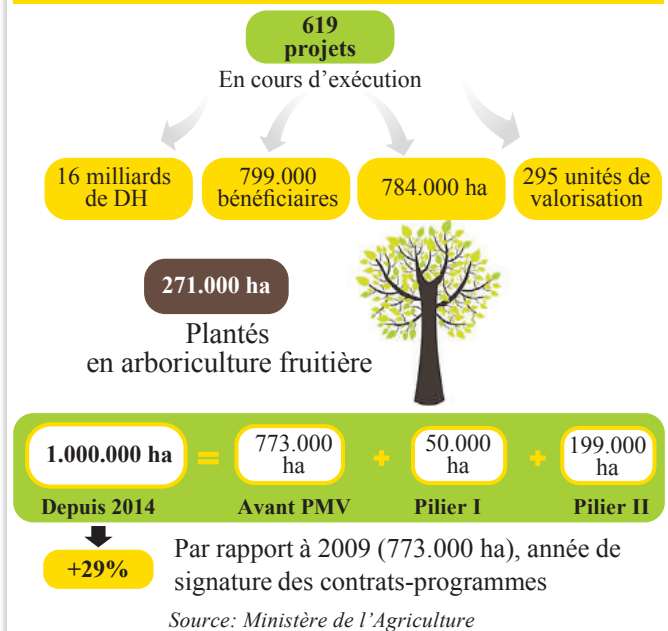 619
projets
En cours d’exécution
16 milliards
de DH
799.000
bénéficiaires
784.000 ha
295 unités de
valorisation
271.000 ha
Plantés
en arboriculture fruitière
1.000.000 ha
=
773.000
ha
+
50.000
ha
+
199.000
ha
Depuis 2014
Avant PMV
Pilier I
Pilier II
+29%
Par rapport à 2009 (773.000 ha), année de
signature des contrats-programmes
Source: Ministère de l’Agriculture